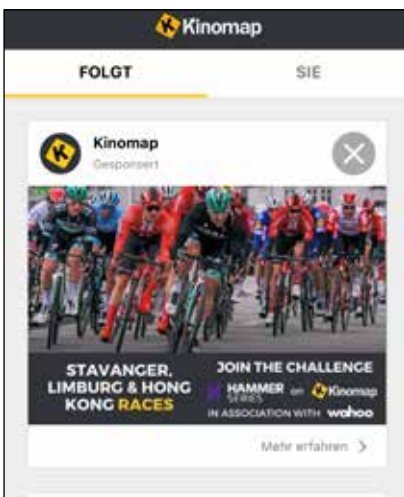 Kinomap
FOLGT SIE
Kinomap
Gesponsert
STAVANGER,
LIMBURG & HONG
KONG RACES
JOIN THE CHALLENGE
HAMMER SERIES on Kinomap
IN ASSOCIATION WITH wahoo
Mehr erfahren >